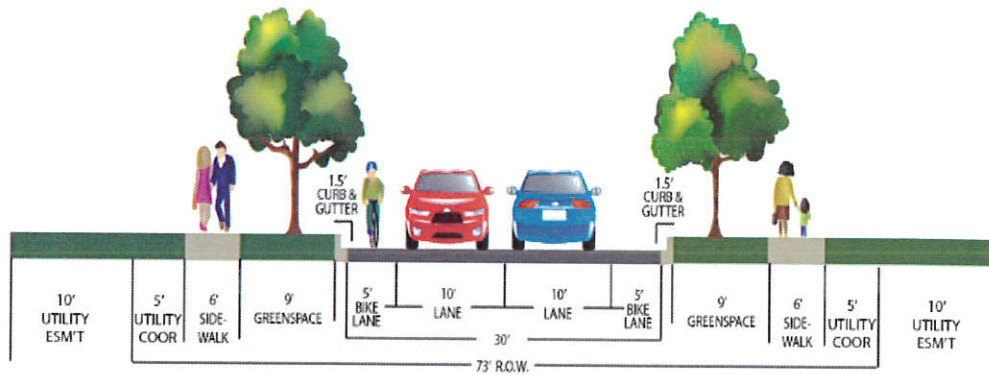 1.5'
CURB &
GUTTER
1.5'
CURB &
GUTTER
10'
UTILITY
ESM'T
5'
UTILITY
COOR
6'
SIDE-
WALK
9'
GREENSPACE
5'
BIKE
LANE
10'
LANE
10'
LANE
5'
BIKE
LANE
9'
GREENSPACE
6'
SIDE-
WALK
5'
UTILITY
COOR
10'
UTILITY
ESM'T
30'
73' R.O.W.